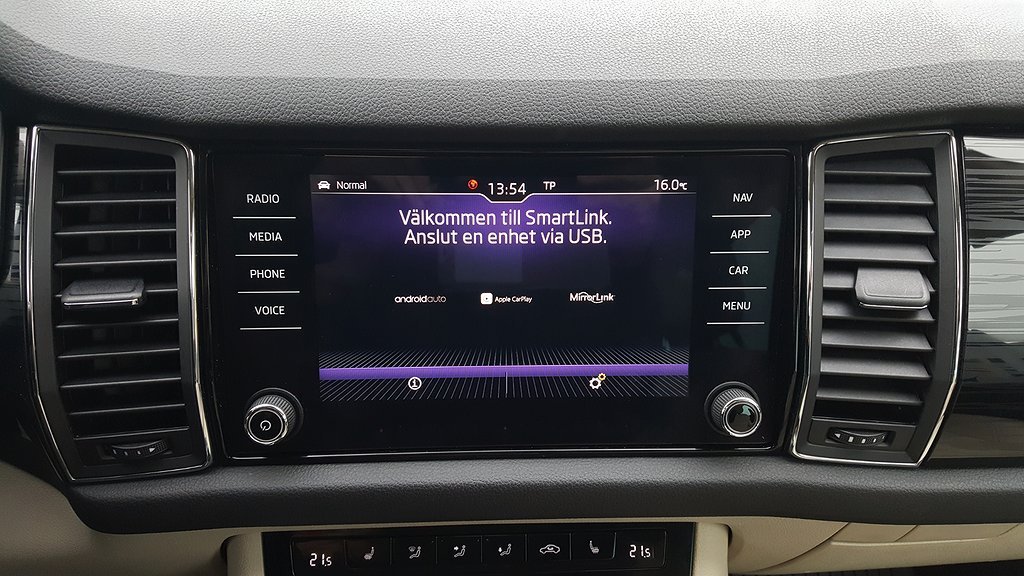 Normal 13:54 TP 16.0°C
Välkommen till SmartLink.
Anslut en enhet via USB.
androidauto Apple CarPlay MirrorLink
RADIO
MEDIA
PHONE
VOICE
NAV
APP
CAR
MENU
21.5 21.5